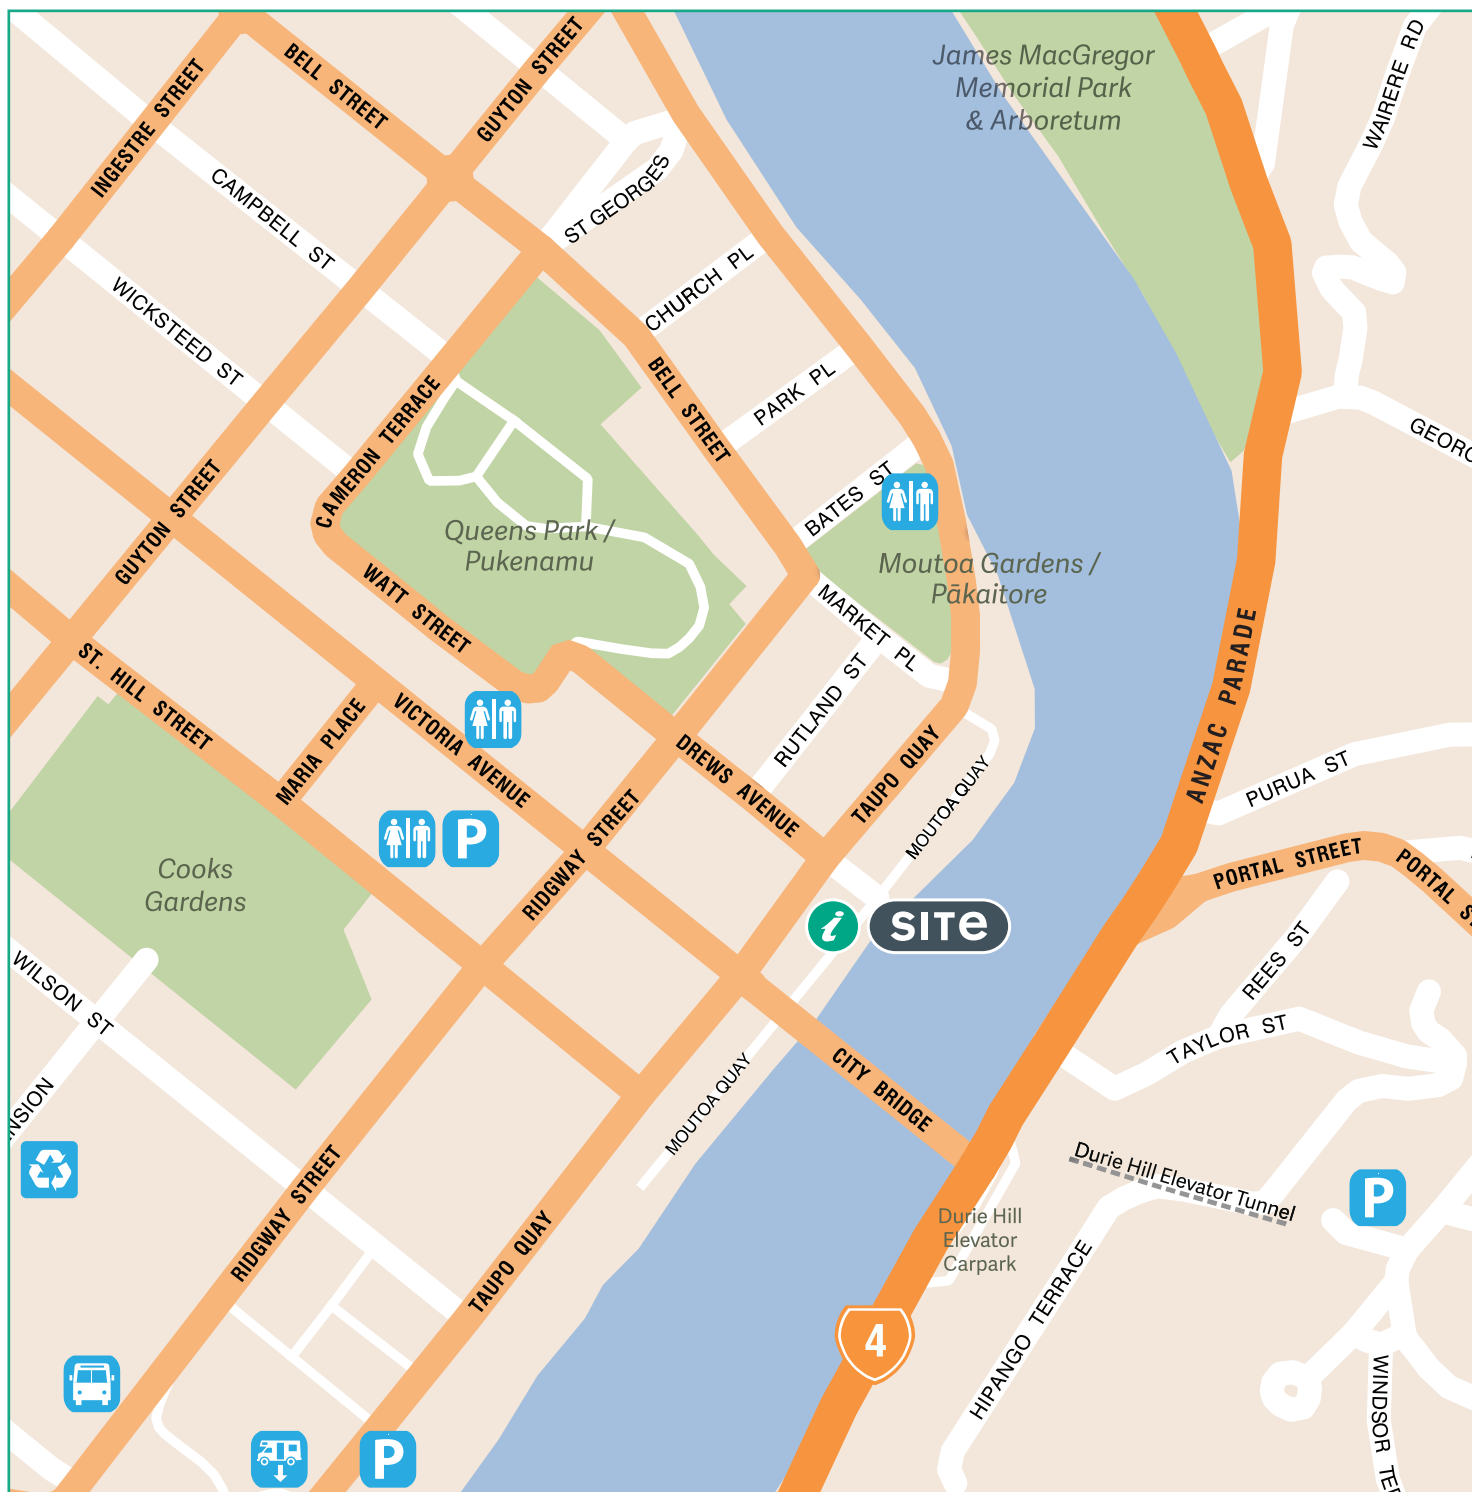 BELL STREET
GUYTON STREET
James MacGregor
Memorial Park
& Arboretum
WAIRERE RD
INGESTRE STREET
CAMPBELL ST
ST GEORGES
CHURCH PL
WICKSTEED ST
PARK PL
BELL STREET
CAMERON TERRACE
BATES ST
GUYTON STREET
Queens Park /
Pukenamu
Moutoa Gardens /
Pākaitore
WATT STREET
MARKET PL
RUTLAND ST
ANZAC PARADE
ST. HILL STREET
MARIA PLACE
VICTORIA AVENUE
DREWS AVENUE
TAUPO QUAY
MOUTOA QUAY
PURUA ST
P
RIDGWAY STREET
PORTAL STREET
PORTAL
Cooks
Gardens
i SITe
REES ST
TAYLOR ST
WILSON ST
CITY BRIDGE
MOUTOA QUAY
Durie Hill Elevator Tunnel
P
RIDGWAY STREET
TAUPO QUAY
Durie Hill
Elevator
Carpark
HIPANGO TERRACE
4
WINDSOR
P